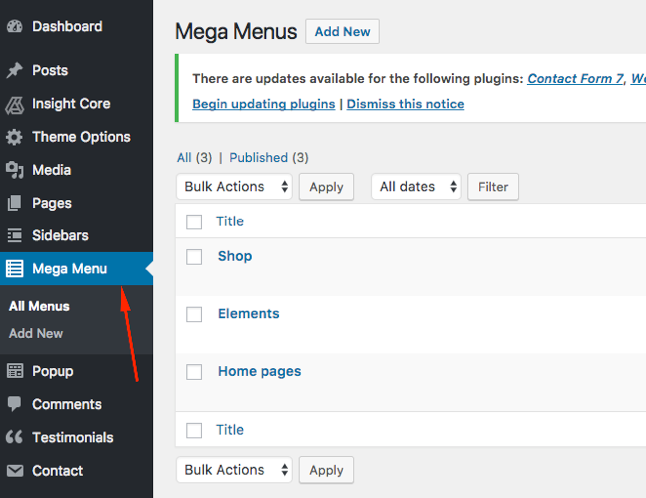 Dashboard
Posts
Insight Core
Theme Options
Media
Pages
Sidebars
Mega Menu
All Menus
Add New
Popup
Comments
Testimonials
Contact
Mega Menus Add New
There are updates available for the following plugins: Contact Form 7, We
Begin updating plugins | Dismiss this notice
All (3) | Published (3)
Bulk Actions Apply All dates Filter
Title
Shop
Elements
Home pages
Title
Bulk Actions Apply